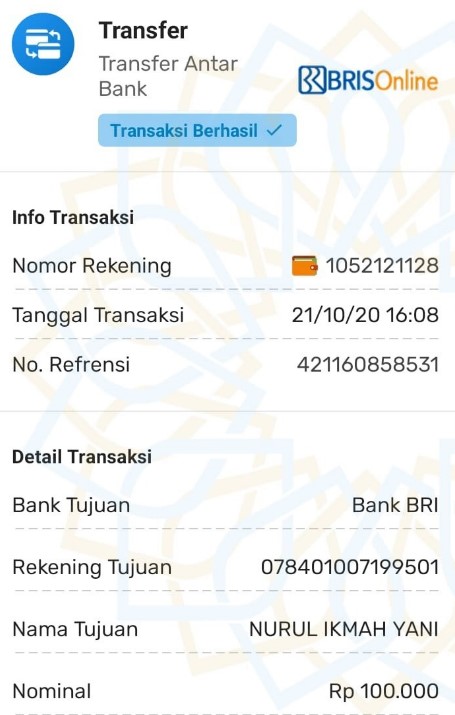 Transfer
Transfer Antar
Bank
BRISOnline
Transaksi Berhasil
Info Transaksi
Nomor Rekening 1052121128
Tanggal Transaksi 21/10/20 16:08
No. Refrensi 421160858531
Detail Transaksi
Bank Tujuan Bank BRI
Rekening Tujuan 078401007199501
Nama Tujuan NURUL IKMAH YANI
Nominal Rp 100.000